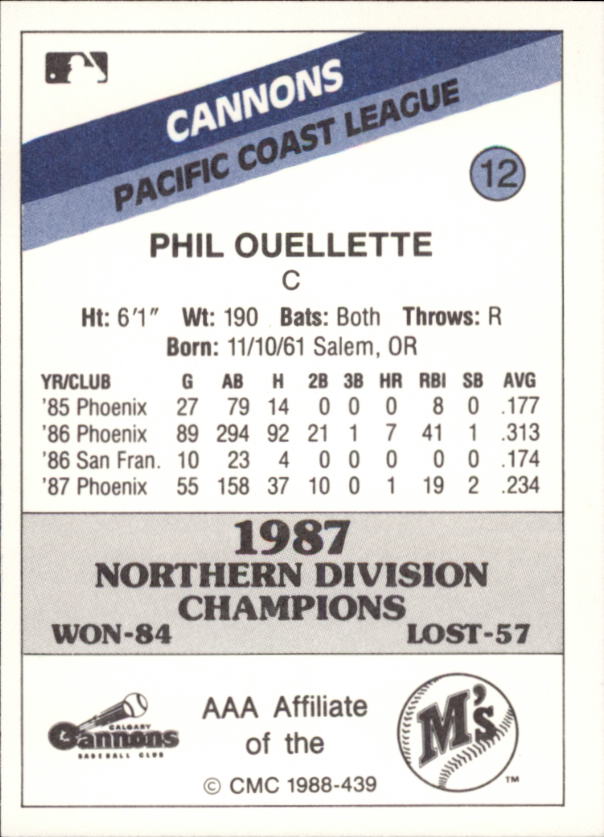 CANNONS
PACIFIC COAST LEAGUE
12
PHIL OUELLETTE
C
Ht: 6'1" Wt: 190 Bats: Both Throws: R
Born: 11/10/61 Salem, OR
YR/CLUB G AB H 2B 3B HR RBI SB AVG
'85 Phoenix 27 79 14 0 0 0 8 0 .177
'86 Phoenix 89 294 92 21 1 7 41 1 .313
'86 San Fran. 10 23 4 0 0 0 0 0 .174
'87 Phoenix 55 158 37 10 0 1 19 2 .234
1987
NORTHERN DIVISION
CHAMPIONS
WON-84 LOST-57
CALGARY
Cannons
BASEBALL CLUB
AAA Affiliate
of the
M's
TM
© CMC 1988-439